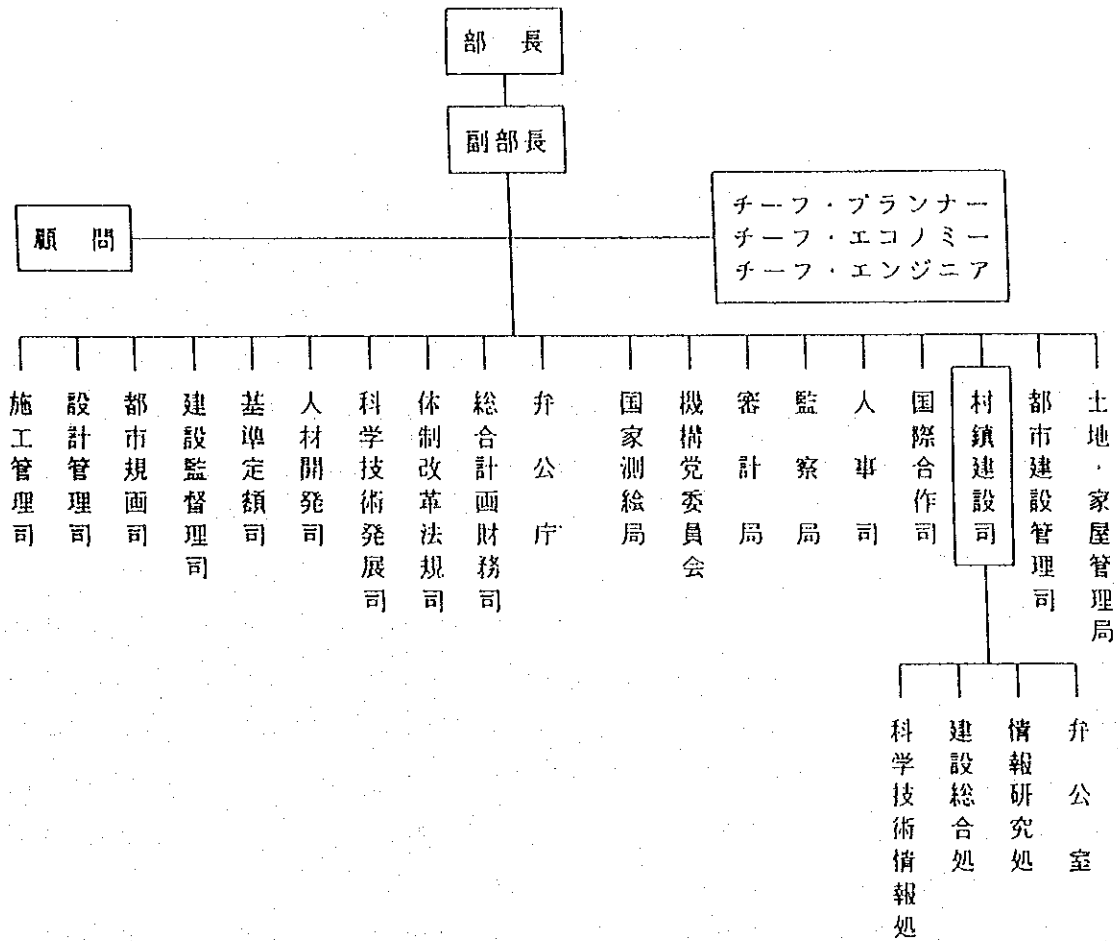 部長
副部長
顧問
チーフ・プランナー
チーフ・エコノミー
チーフ・エンジニア
施工管理司
設計管理司
都市規画司
建設監督理司
基準定額司
人材開発司
科学技術発展司
体制改革法規司
総合計画財務司
弁公庁
国家測絵局
機構党委員会
審計局
監察局
人事司
国際合作司
村鎮建設司
都市建設管理司
土地・家屋管理局
科学技術情報処
建設総合処
情報研究処
弁公室